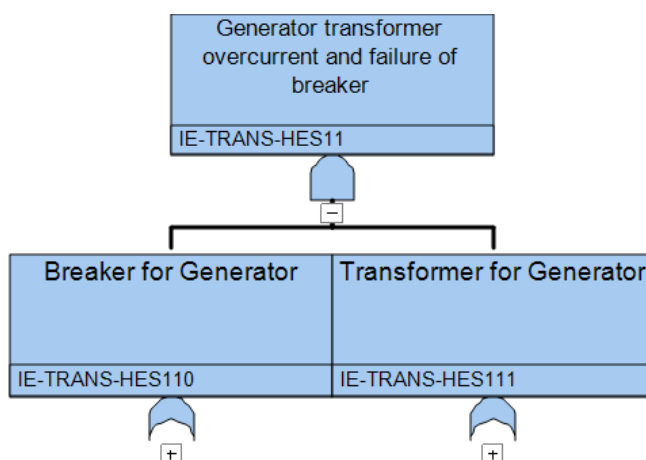 Generator transformer
overcurrent and failure of
breaker
IE-TRANS-HES11
Breaker for Generator
Transformer for Generator
IE-TRANS-HES110
IE-TRANS-HES111